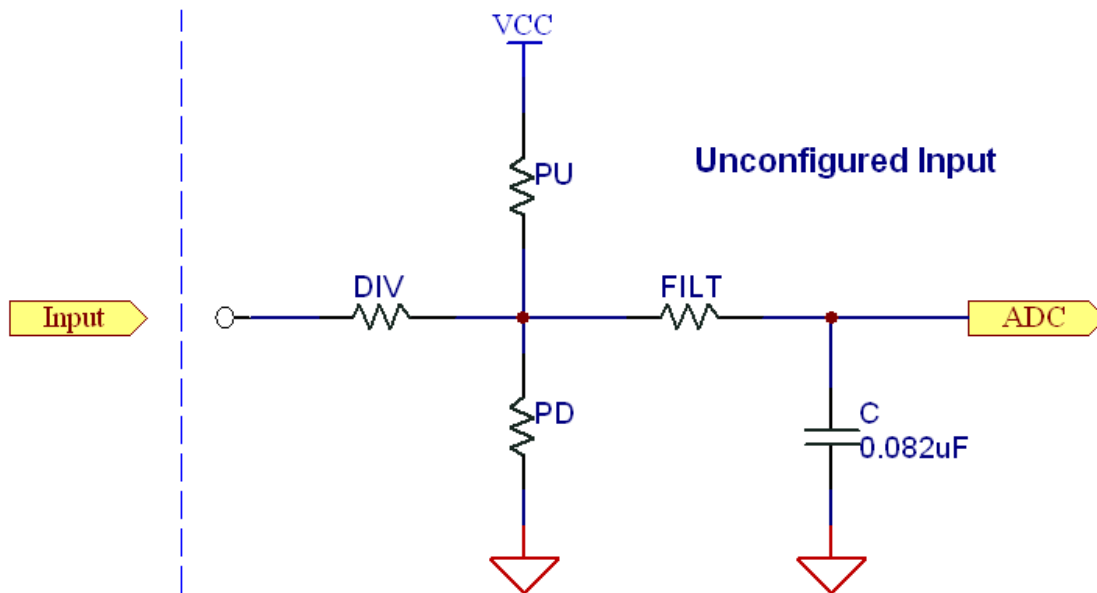 VCC
PU
Unconfigured Input
DIV
FILT
Input
ADC
PD
C
0.082uF